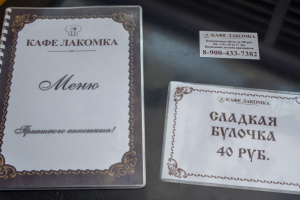 КАФЕ ЛАКОМКА
Меню
Приятного аппетита!
КАФЕ ЛАКОМКА
8-900-433-7382
КАФЕ ЛАКОМКА
СЛАДКАЯ
БУЛОЧКА
40 РУБ.